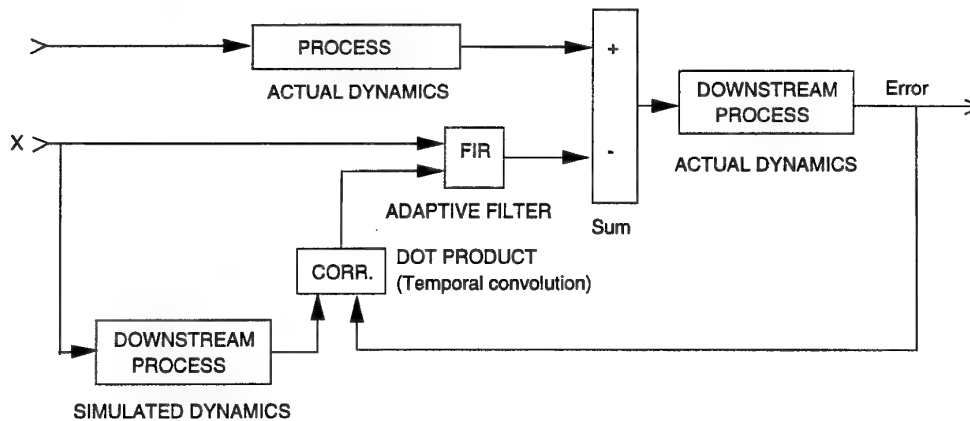 PROCESS
ACTUAL DYNAMICS
+
-
Sum
DOWNSTREAM
PROCESS
ACTUAL DYNAMICS
Error
X
FIR
ADAPTIVE FILTER
CORR.
DOT PRODUCT
(Temporal convolution)
DOWNSTREAM
PROCESS
SIMULATED DYNAMICS